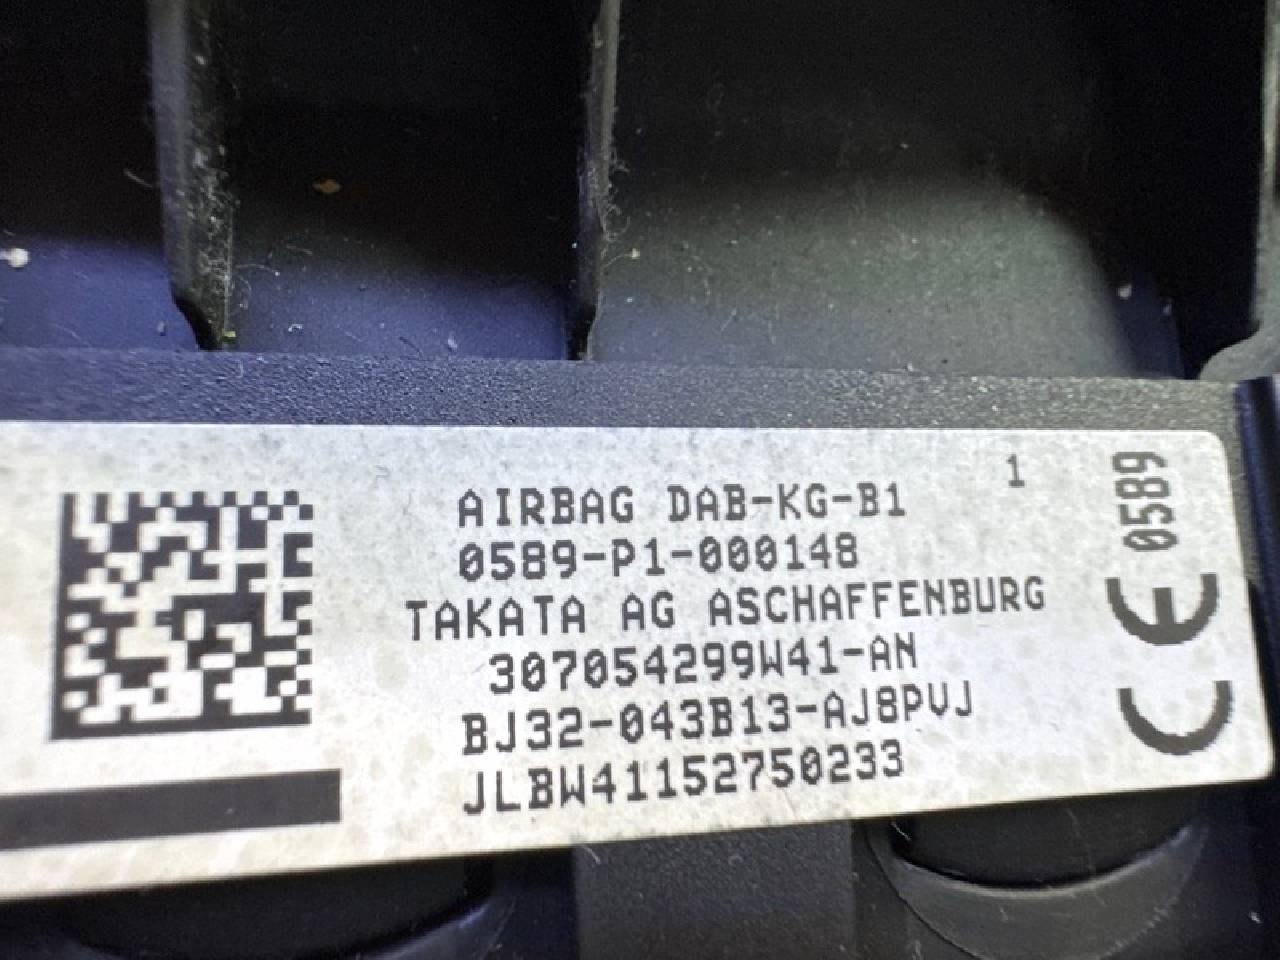 AIRBAG DAB-KG-B1
1
0589-P1-000148
TAKATA AG ASCHAFFENBURG
307054299W41-AN
BJ32-043B13-AJ8PVJ
JLBW41152750233
CE 0589